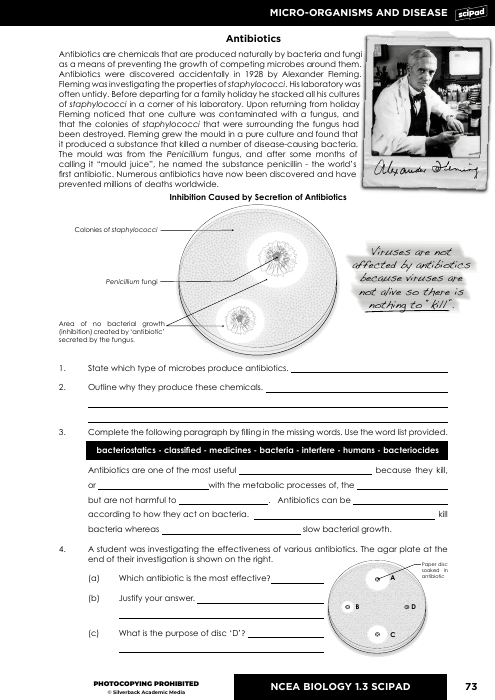 MICRO-ORGANISMS AND DISEASE
scipad
Antibiotics
Antibiotics are chemicals that are produced naturally by bacteria and fungi
as a means of preventing the growth of competing microbes around them.
Antibiotics were discovered accidentally in 1928 by Alexander Fleming.
Fleming was investigating the properties of staphylococci. His laboratory was
often untidy. Before departing for a family holiday he stacked all his cultures
of staphylococci in a corner of his laboratory. Upon returning from holiday
Fleming noticed that one culture was contaminated with a fungus, and
that the colonies of staphylococci that were surrounding the fungus had
been destroyed. Fleming grew the mould in a pure culture and found that
it produced a substance that killed a number of disease-causing bacteria.
The mould was from the Penicillium fungus, and after some months of
calling it "mould juice", he named the substance penicillin - the world's
first antibiotic. Numerous antibiotics have now been discovered and have
prevented millions of deaths worldwide.
Alexander Fleming
Inhibition Caused by Secretion of Antibiotics
Colonies of staphylococci
Penicillium fungi
Area of no bacterial growth
(inhibition) created by 'antibiotic'
secreted by the fungus.
Viruses are not
affected by antibiotics
because viruses are
not alive so there is
nothing to "kill".
1. State which type of microbes produce antibiotics.
2. Outline why they produce these chemicals.
3. Complete the following paragraph by filling in the missing words. Use the word list provided.
bacteriostatics - classified - medicines - bacteria - interfere - humans - bacteriocides
Antibiotics are one of the most useful because they kill,
or with the metabolic processes of, the
but are not harmful to . Antibiotics can be
according to how they act on bacteria. kill
bacteria whereas slow bacterial growth.
4. A student was investigating the effectiveness of various antibiotics. The agar plate at the
end of their investigation is shown on the right.
(a) Which antibiotic is the most effective?
(b) Justify your answer.
(c) What is the purpose of disc 'D'?
Paper disc
soaked in
antibiotic
A
B
D
C
PHOTOCOPYING PROHIBITED
© Silverback Academic Media
NCEA BIOLOGY 1.3 SCIPAD
73